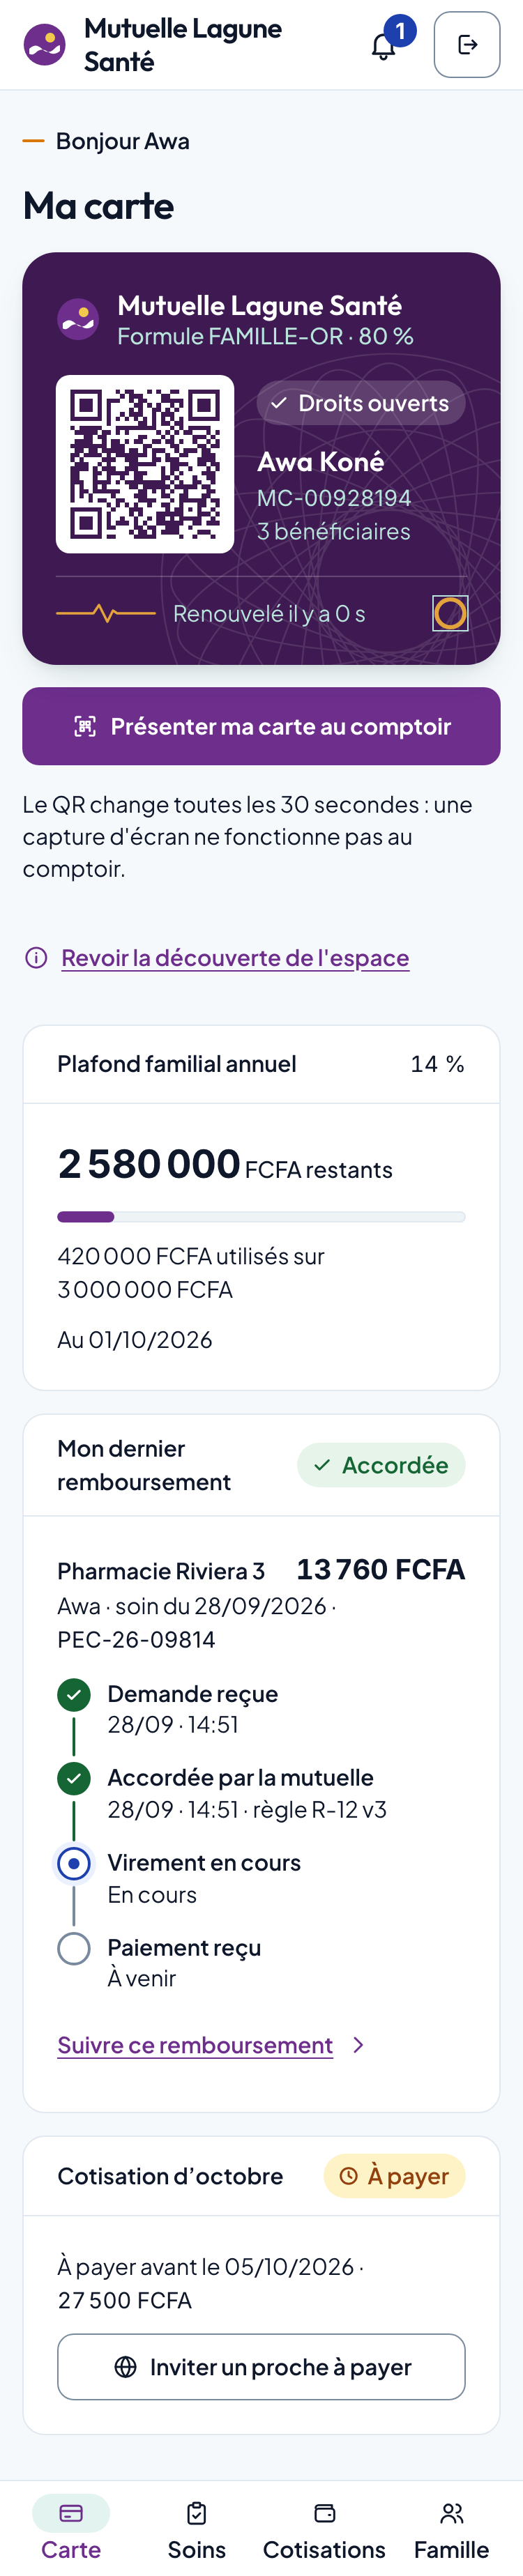 Mutuelle Lagune
Santé
1
Bonjour Awa
Ma carte
Mutuelle Lagune Santé
Formule FAMILLE-OR · 80 %
Droits ouverts
Awa Koné
MC-00928194
3 bénéficiaires
Renouvelé il y a 0 s
Présenter ma carte au comptoir
Le QR change toutes les 30 secondes : une
capture d'écran ne fonctionne pas au
comptoir.
Revoir la découverte de l'espace
Plafond familial annuel 14 %
2 580 000 FCFA restants
420 000 FCFA utilisés sur
3 000 000 FCFA
Au 01/10/2026
Mon dernier
remboursement
Accordée
Pharmacie Riviera 3 13 760 FCFA
Awa · soin du 28/09/2026 ·
PEC-26-09814
Demande reçue
28/09 · 14:51
Accordée par la mutuelle
28/09 · 14:51 · règle R-12 v3
Virement en cours
En cours
Paiement reçu
À venir
Suivre ce remboursement
Cotisation d’octobre À payer
À payer avant le 05/10/2026 ·
27 500 FCFA
Inviter un proche à payer
Carte Soins Cotisations Famille